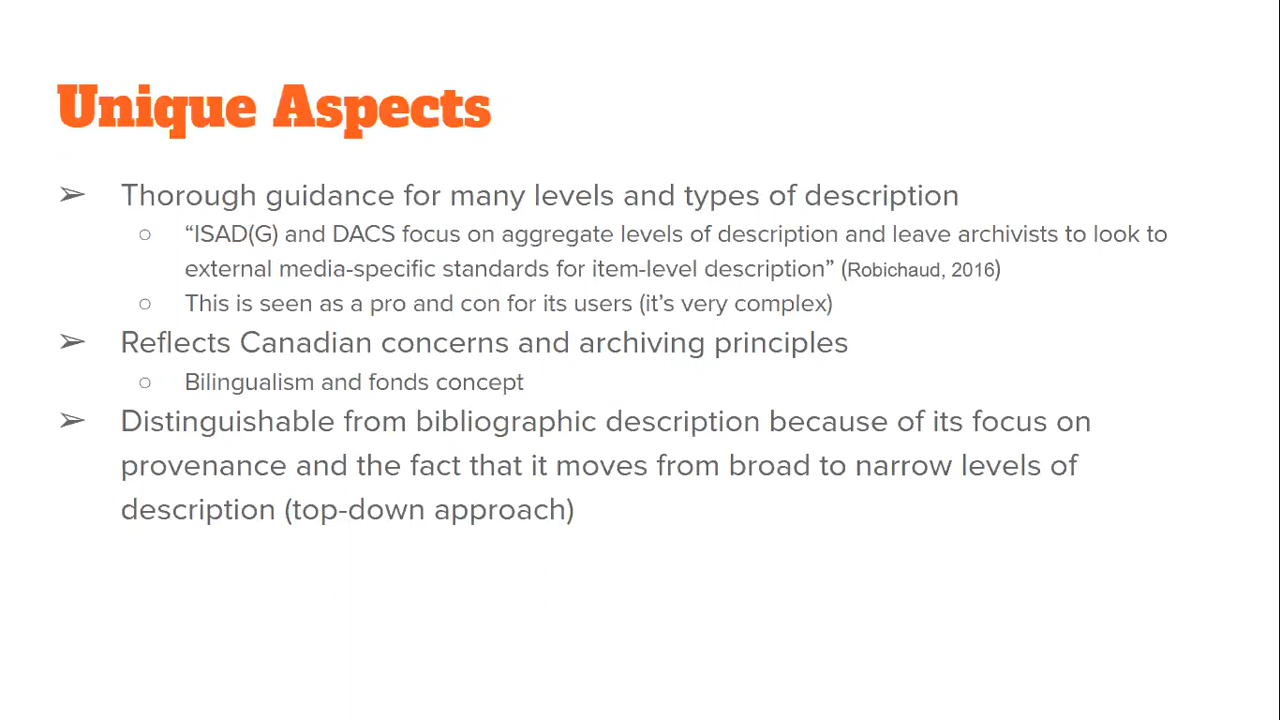 Unique Aspects
➢ Thorough guidance for many levels and types of description
○ “ISAD(G) and DACS focus on aggregate levels of description and leave archivists to look to
external media-specific standards for item-level description” (Robichaud, 2016)
○ This is seen as a pro and con for its users (it’s very complex)
➢ Reflects Canadian concerns and archiving principles
○ Bilingualism and fonds concept
➢ Distinguishable from bibliographic description because of its focus on
provenance and the fact that it moves from broad to narrow levels of
description (top-down approach)